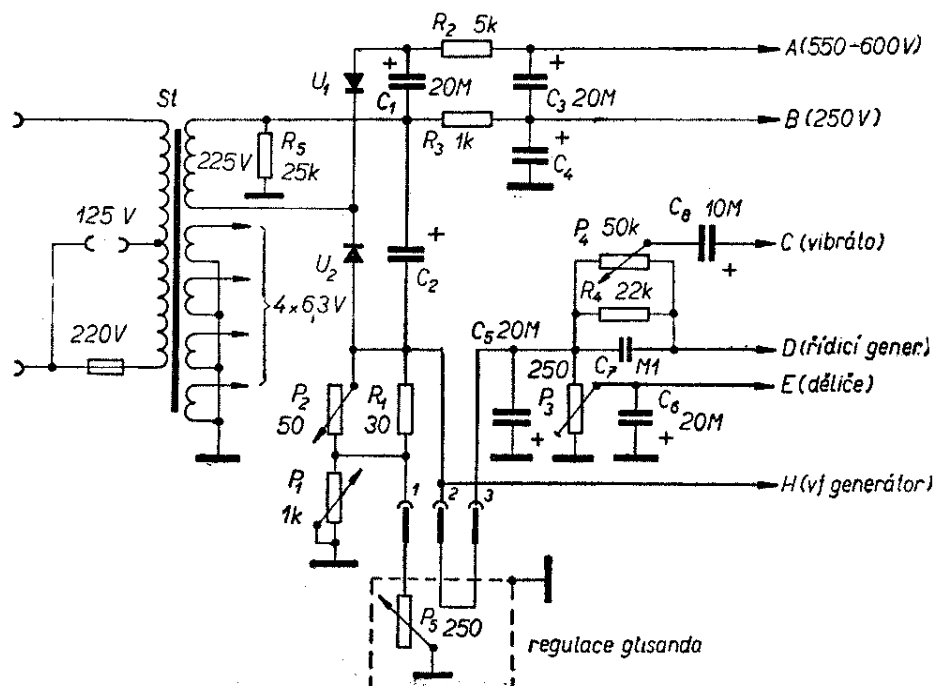 R2 5k
A (550-600V)
U1
+
20M
C1
+
C3 20M
St
R3 1k
B (250V)
R5
25k
225V
+
C4
125 V
C8 10M
P4 50k
+
C (vibráto)
U2
+
C2
R4 22k
4×6,3V
220V
C5 20M
D (řídicí gener.)
250
C7 M1
E (děliče)
P2
50
R1
30
P3
C6
20M
+
+
P1
1k
1
2
3
H (vf generátor)
P5
250
regulace glisanda